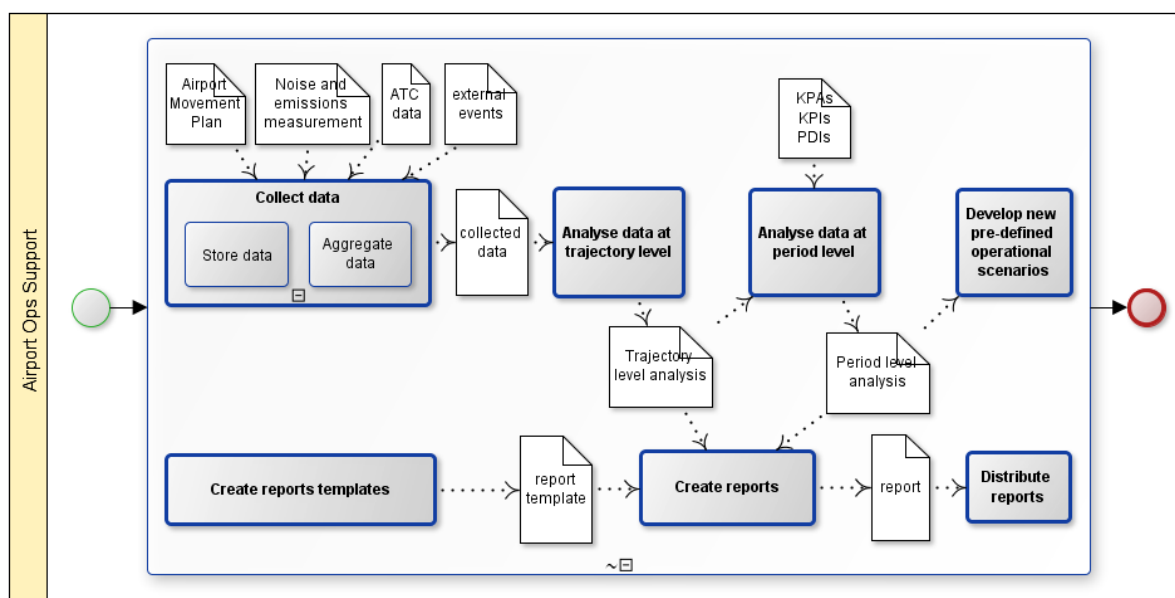 Airport Ops Support
Airport
Movement
Plan
Noise and
emissions
measurement
ATC
data
external
events
KPAs
KPIs
PDIs
Collect data
Store data
Aggregate
data
collected
data
Analyse data at
trajectory level
Analyse data at
period level
Develop new
pre-defined
operational
scenarios
Trajectory
level analysis
Period level
analysis
Create reports templates
report
template
Create reports
report
Distribute
reports